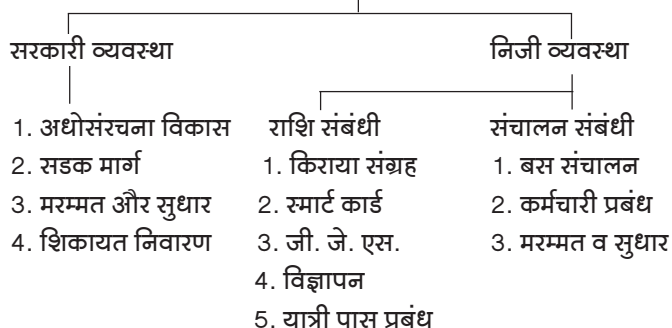 सरकारी व्यवस्था
निजी व्यवस्था
1. अधोसंरचना विकास
2. सडक मार्ग
3. मरम्मत और सुधार
4. शिकायत निवारण
राशि संबंधी
1. किराया संग्रह
2. स्मार्ट कार्ड
3. जी. जे. एस.
4. विज्ञापन
5. यात्री पास प्रबंध
संचालन संबंधी
1. बस संचालन
2. कर्मचारी प्रबंध
3. मरम्मत व सुधार